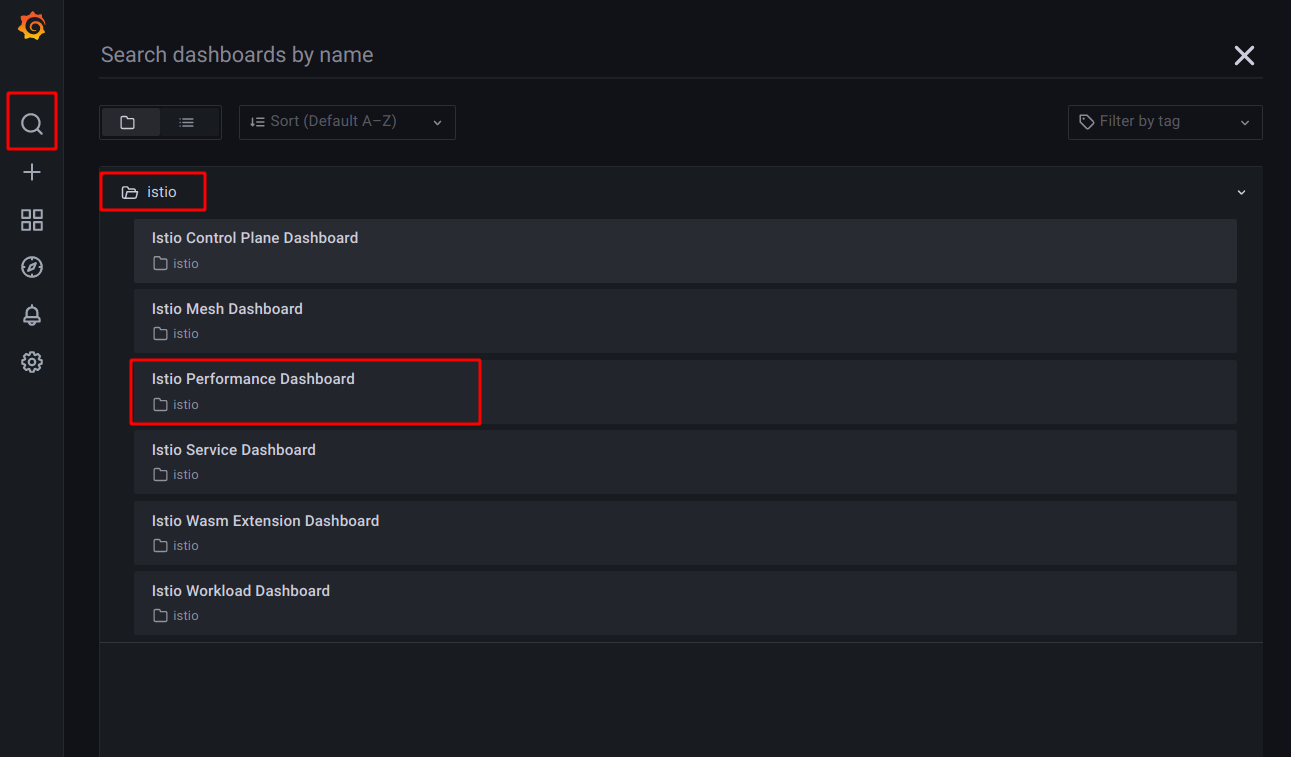 Search dashboards by name
Sort (Default A–Z)
Filter by tag
istio
Istio Control Plane Dashboard
istio
Istio Mesh Dashboard
istio
Istio Performance Dashboard
istio
Istio Service Dashboard
istio
Istio Wasm Extension Dashboard
istio
Istio Workload Dashboard
istio